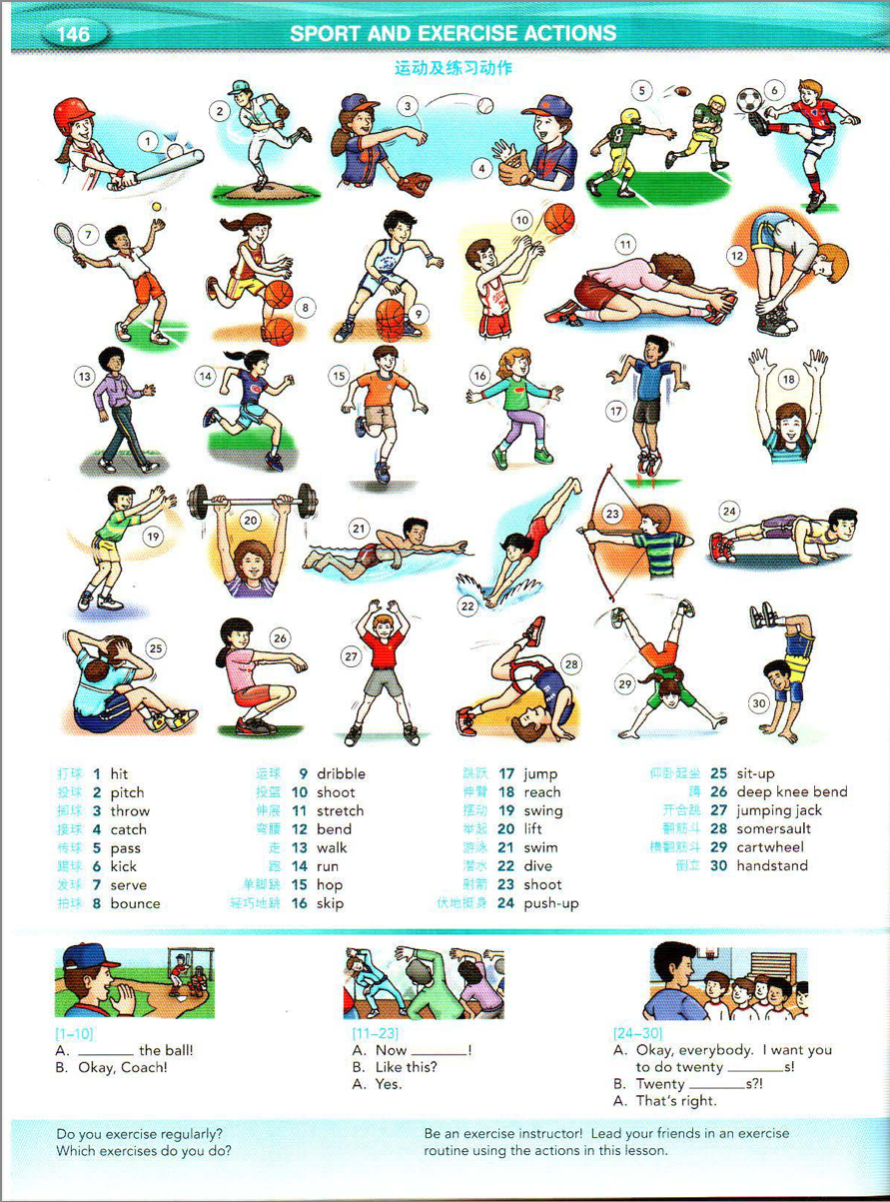 146
SPORT AND EXERCISE ACTIONS
运动及练习动作
1
2
3
4
5
6
7
8
9
10
11
12
13
14
15
16
17
18
19
20
21
22
23
24
25
26
27
28
29
30
打球 1 hit
投球 2 pitch
掷球 3 throw
接球 4 catch
传球 5 pass
踢球 6 kick
发球 7 serve
拍球 8 bounce
运球 9 dribble
投篮 10 shoot
伸展 11 stretch
弯腰 12 bend
走 13 walk
跑 14 run
单脚跳 15 hop
轻巧地跳 16 skip
跳跃 17 jump
伸臂 18 reach
摆动 19 swing
举起 20 lift
游泳 21 swim
潜水 22 dive
射箭 23 shoot
伏地挺身 24 push-up
仰卧起坐 25 sit-up
蹲 26 deep knee bend
开合跳 27 jumping jack
翻筋斗 28 somersault
横翻筋斗 29 cartwheel
倒立 30 handstand
[1–10]
A. ________ the ball!
B. Okay, Coach!
[11–23]
A. Now ________!
B. Like this?
A. Yes.
[24–30]
A. Okay, everybody. I want you
to do twenty ________s!
B. Twenty ________s?!
A. That's right.
Do you exercise regularly?
Which exercises do you do?
Be an exercise instructor! Lead your friends in an exercise
routine using the actions in this lesson.